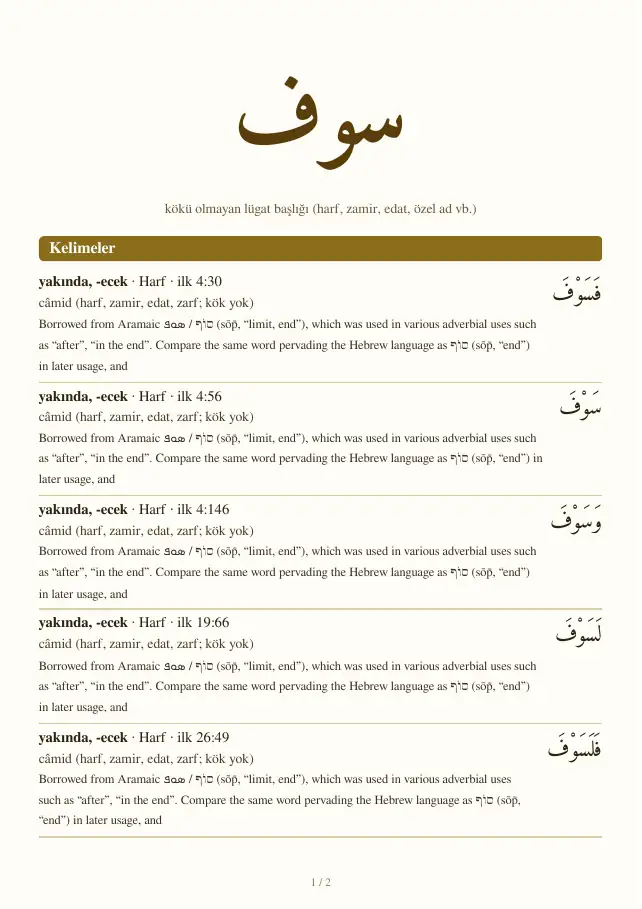 سوف
kökü olmayan lügat başlığı (harf, zamir, edat, özel ad vb.)
Kelimeler
yakında, -ecek · Harf · ilk 4:30
فَسَوْفَ
câmid (harf, zamir, edat, zarf; kök yok)
Borrowed from Aramaic ܣܘܦ / סוֹף (sōp̄, “limit, end”), which was used in various adverbial uses such
as “after”, “in the end”. Compare the same word pervading the Hebrew language as סוֹף (sōp̄, “end”)
in later usage, and
yakında, -ecek · Harf · ilk 4:56
سَوْفَ
câmid (harf, zamir, edat, zarf; kök yok)
Borrowed from Aramaic ܣܘܦ / סוֹף (sōp̄, “limit, end”), which was used in various adverbial uses such
as “after”, “in the end”. Compare the same word pervading the Hebrew language as סוֹף (sōp̄, “end”) in
later usage, and
yakında, -ecek · Harf · ilk 4:146
وَسَوْفَ
câmid (harf, zamir, edat, zarf; kök yok)
Borrowed from Aramaic ܣܘܦ / סוֹף (sōp̄, “limit, end”), which was used in various adverbial uses such
as “after”, “in the end”. Compare the same word pervading the Hebrew language as סוֹף (sōp̄, “end”)
in later usage, and
yakında, -ecek · Harf · ilk 19:66
لَسَوْفَ
câmid (harf, zamir, edat, zarf; kök yok)
Borrowed from Aramaic ܣܘܦ / סוֹף (sōp̄, “limit, end”), which was used in various adverbial uses such
as “after”, “in the end”. Compare the same word pervading the Hebrew language as סוֹף (sōp̄, “end”)
in later usage, and
yakında, -ecek · Harf · ilk 26:49
فَلَسَوْفَ
câmid (harf, zamir, edat, zarf; kök yok)
Borrowed from Aramaic ܣܘܦ / סוֹף (sōp̄, “limit, end”), which was used in various adverbial uses
such as “after”, “in the end”. Compare the same word pervading the Hebrew language as סוֹף (sōp̄,
“end”) in later usage, and
1 / 2